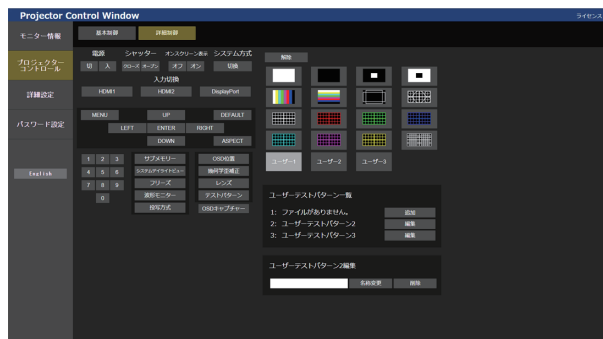 Projector Control Window
ライセンス
モニター情報
プロジェクター
コントロール
詳細設定
パスワード設定
English
基本制御 詳細制御
電源 シャッター オンスクリーン表示 システム方式
切 入 クローズ オープン オフ オン 切換
入力切換
HDMI1 HDMI2 DisplayPort
MENU UP DEFAULT
LEFT ENTER RIGHT
DOWN ASPECT
1 2 3 サブメモリー OSD位置
4 5 6 システムデイライトビュー 幾何学歪補正
7 8 9 フリーズ レンズ
0 波形モニター テストパターン
投写方式 OSDキャプチャー
解除
ユーザー1 ユーザー2 ユーザー3
ユーザーテストパターン一覧
1: ファイルがありません。 追加
2: ユーザーテストパターン2 編集
3: ユーザーテストパターン3 編集
ユーザーテストパターン2編集
名称変更 削除